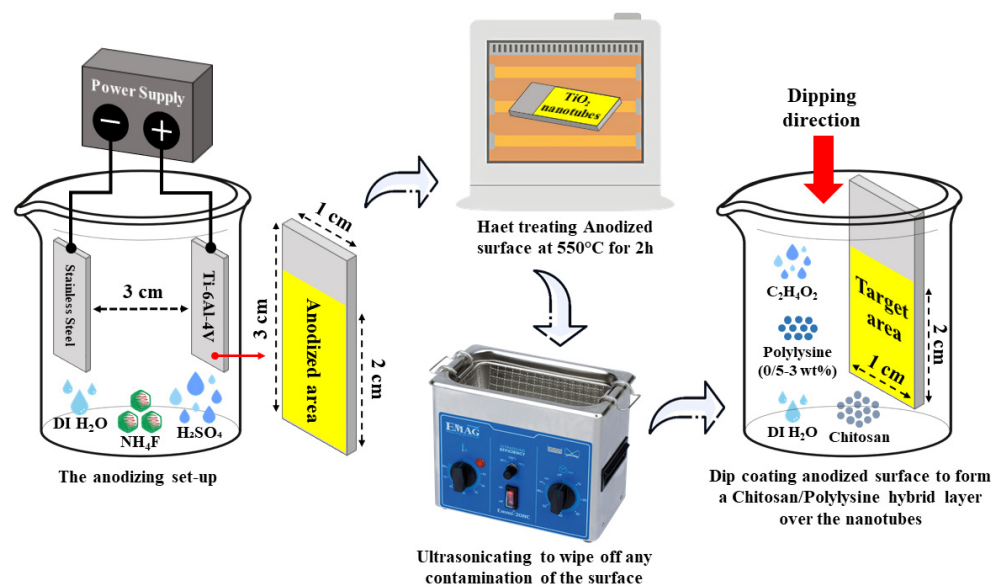 Power Supply
−
+
Stainless Steel
3 cm
Ti-6Al-4V
DI H₂O
NH₄F
H₂SO₄
The anodizing set-up
1 cm
3 cm
Anodized area
2 cm
TiO₂
nanotubes
Haet treating Anodized
surface at 550°C for 2h
EMAG
EFFICIENCY
Ultrasonicating to wipe off any
contamination of the surface
Dipping
direction
C₂H₄O₂
Polylysine
(0/5-3 wt%)
DI H₂O
Chitosan
Target
area
1 cm
2 cm
Dip coating anodized surface to form
a Chitosan/Polylysine hybrid layer
over the nanotubes